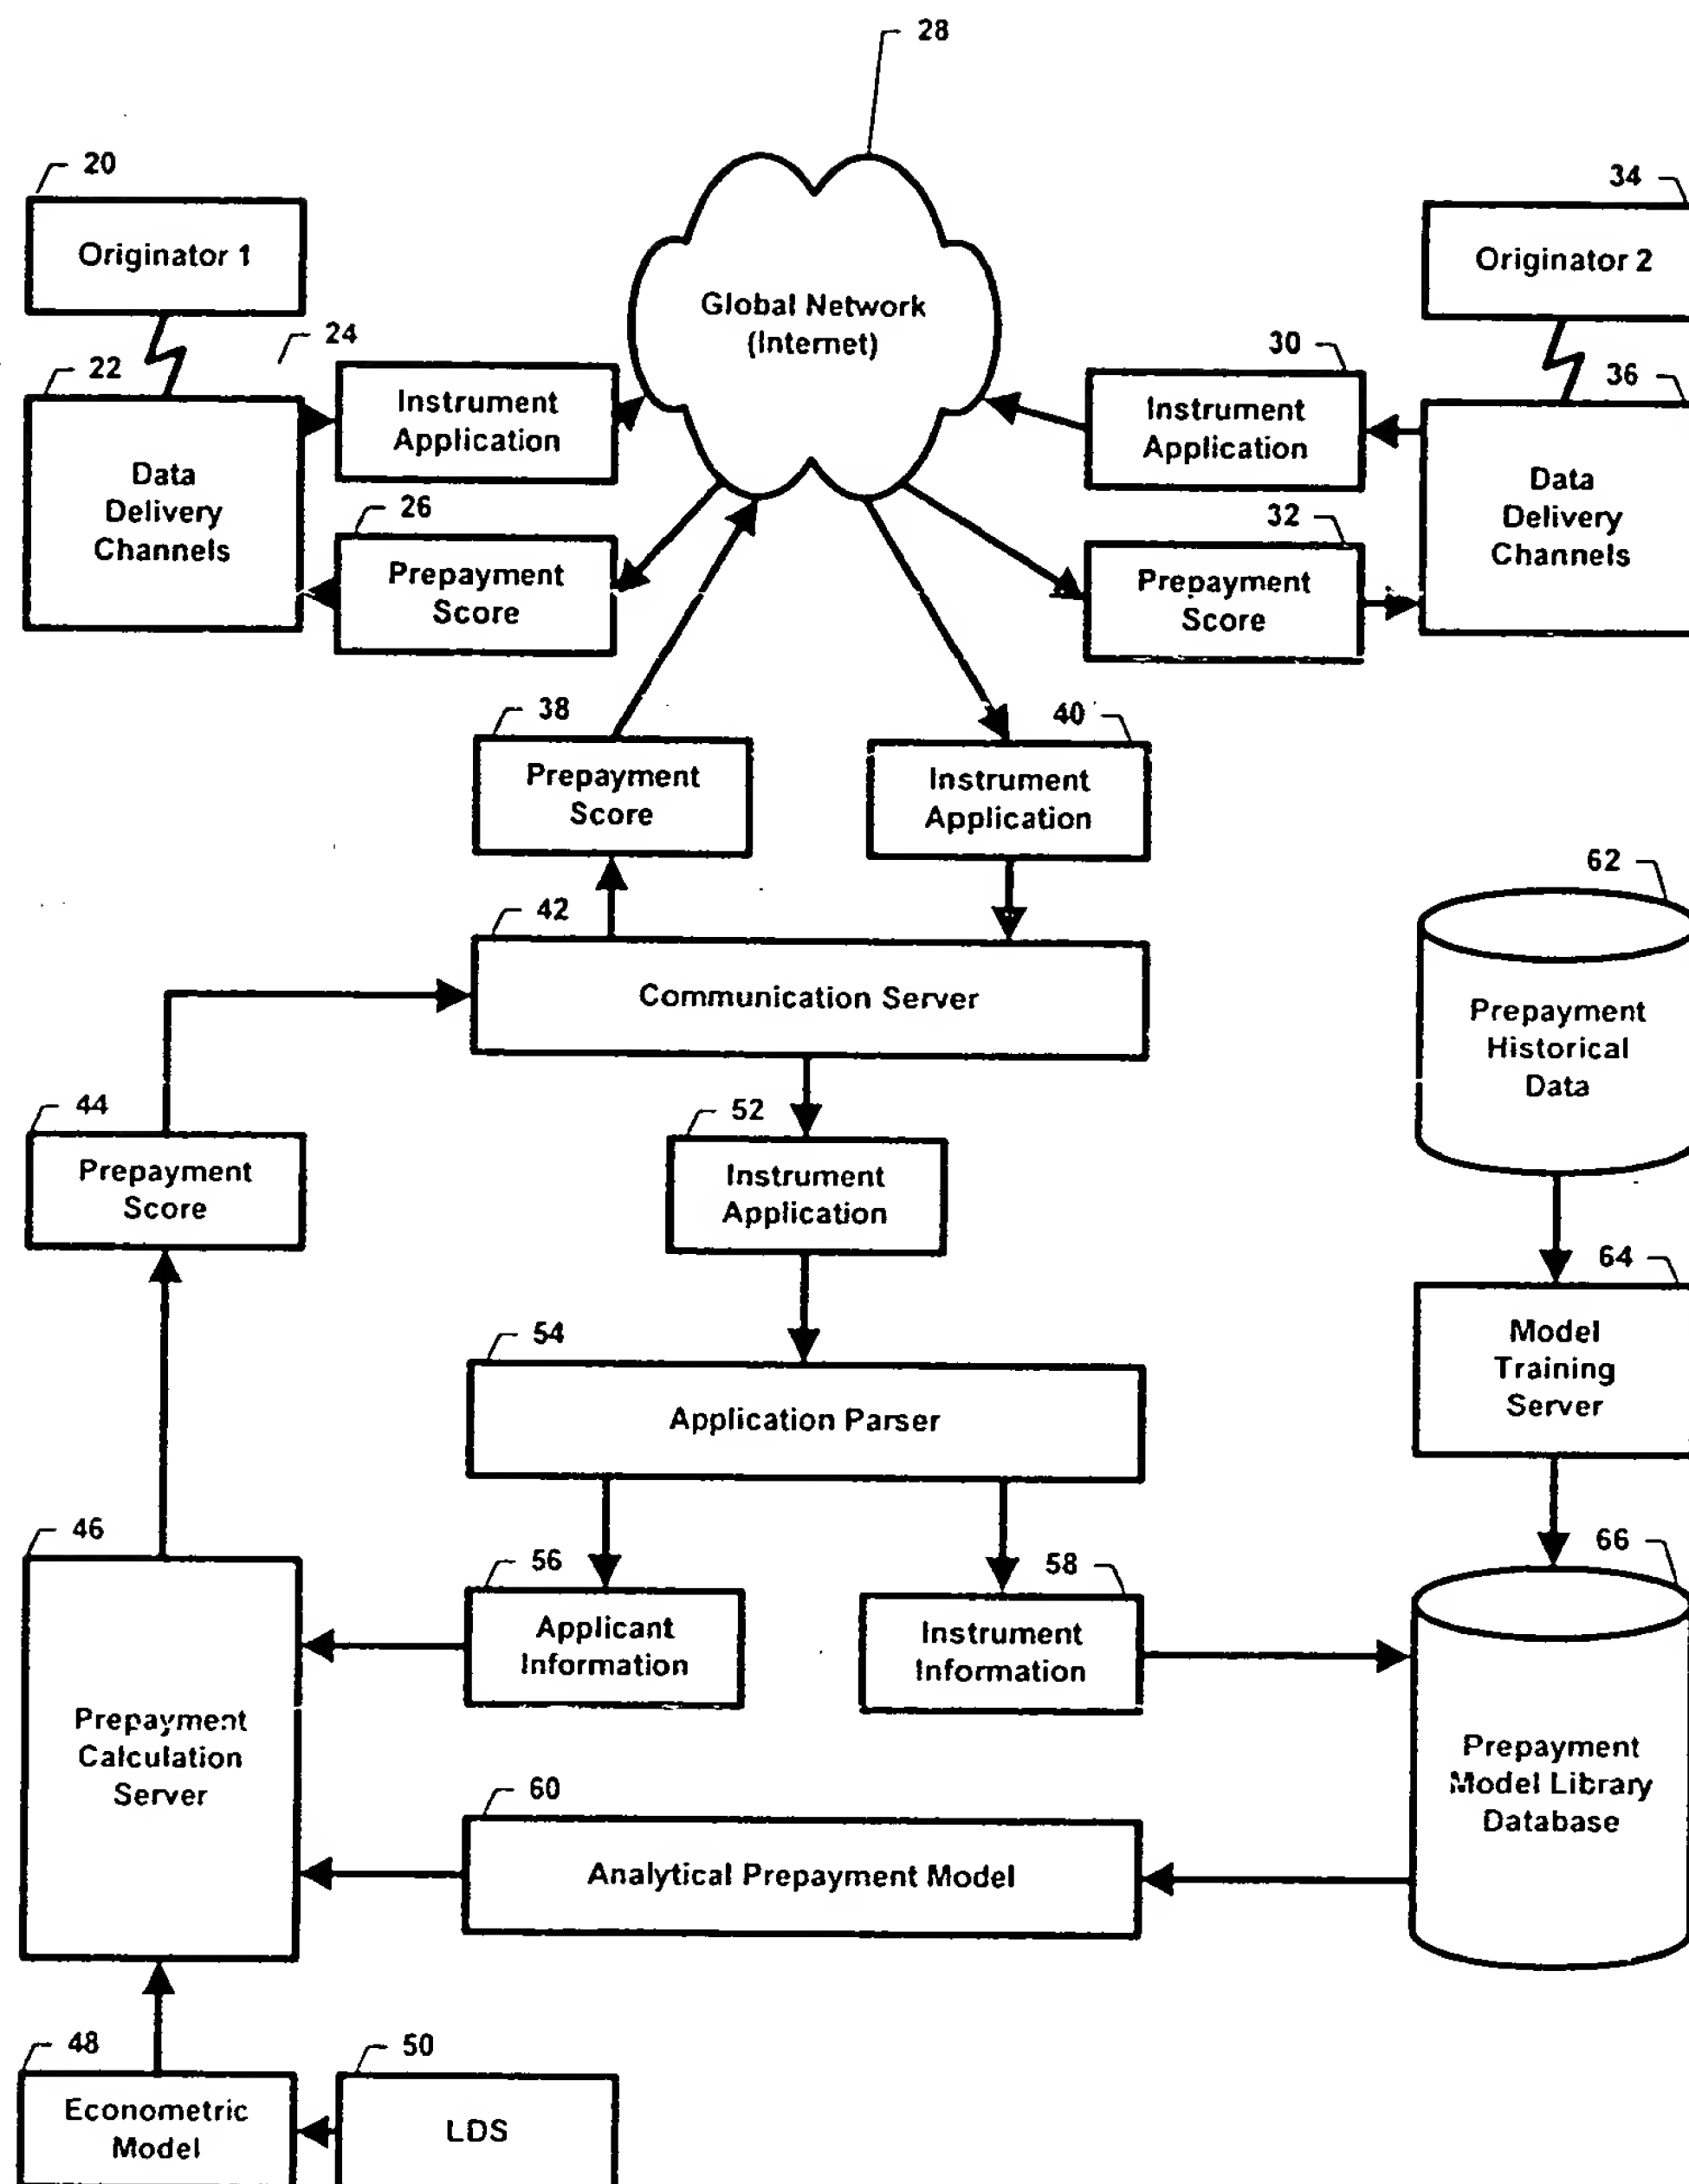 28
20
Originator 1
34
Originator 2
Global Network
(Internet)
24
22
Data
Delivery
Channels
Instrument
Application
30
Instrument
Application
36
Data
Delivery
Channels
26
Prepayment
Score
32
Prepayment
Score
38
Prepayment
Score
40
Instrument
Application
42
Communication Server
62
Prepayment
Historical
Data
44
Prepayment
Score
52
Instrument
Application
64
Model
Training
Server
54
Application Parser
46
Prepayment
Calculation
Server
56
Applicant
Information
58
Instrument
Information
66
Prepayment
Model Library
Database
60
Analytical Prepayment Model
48
Econometric
Model
50
LDS